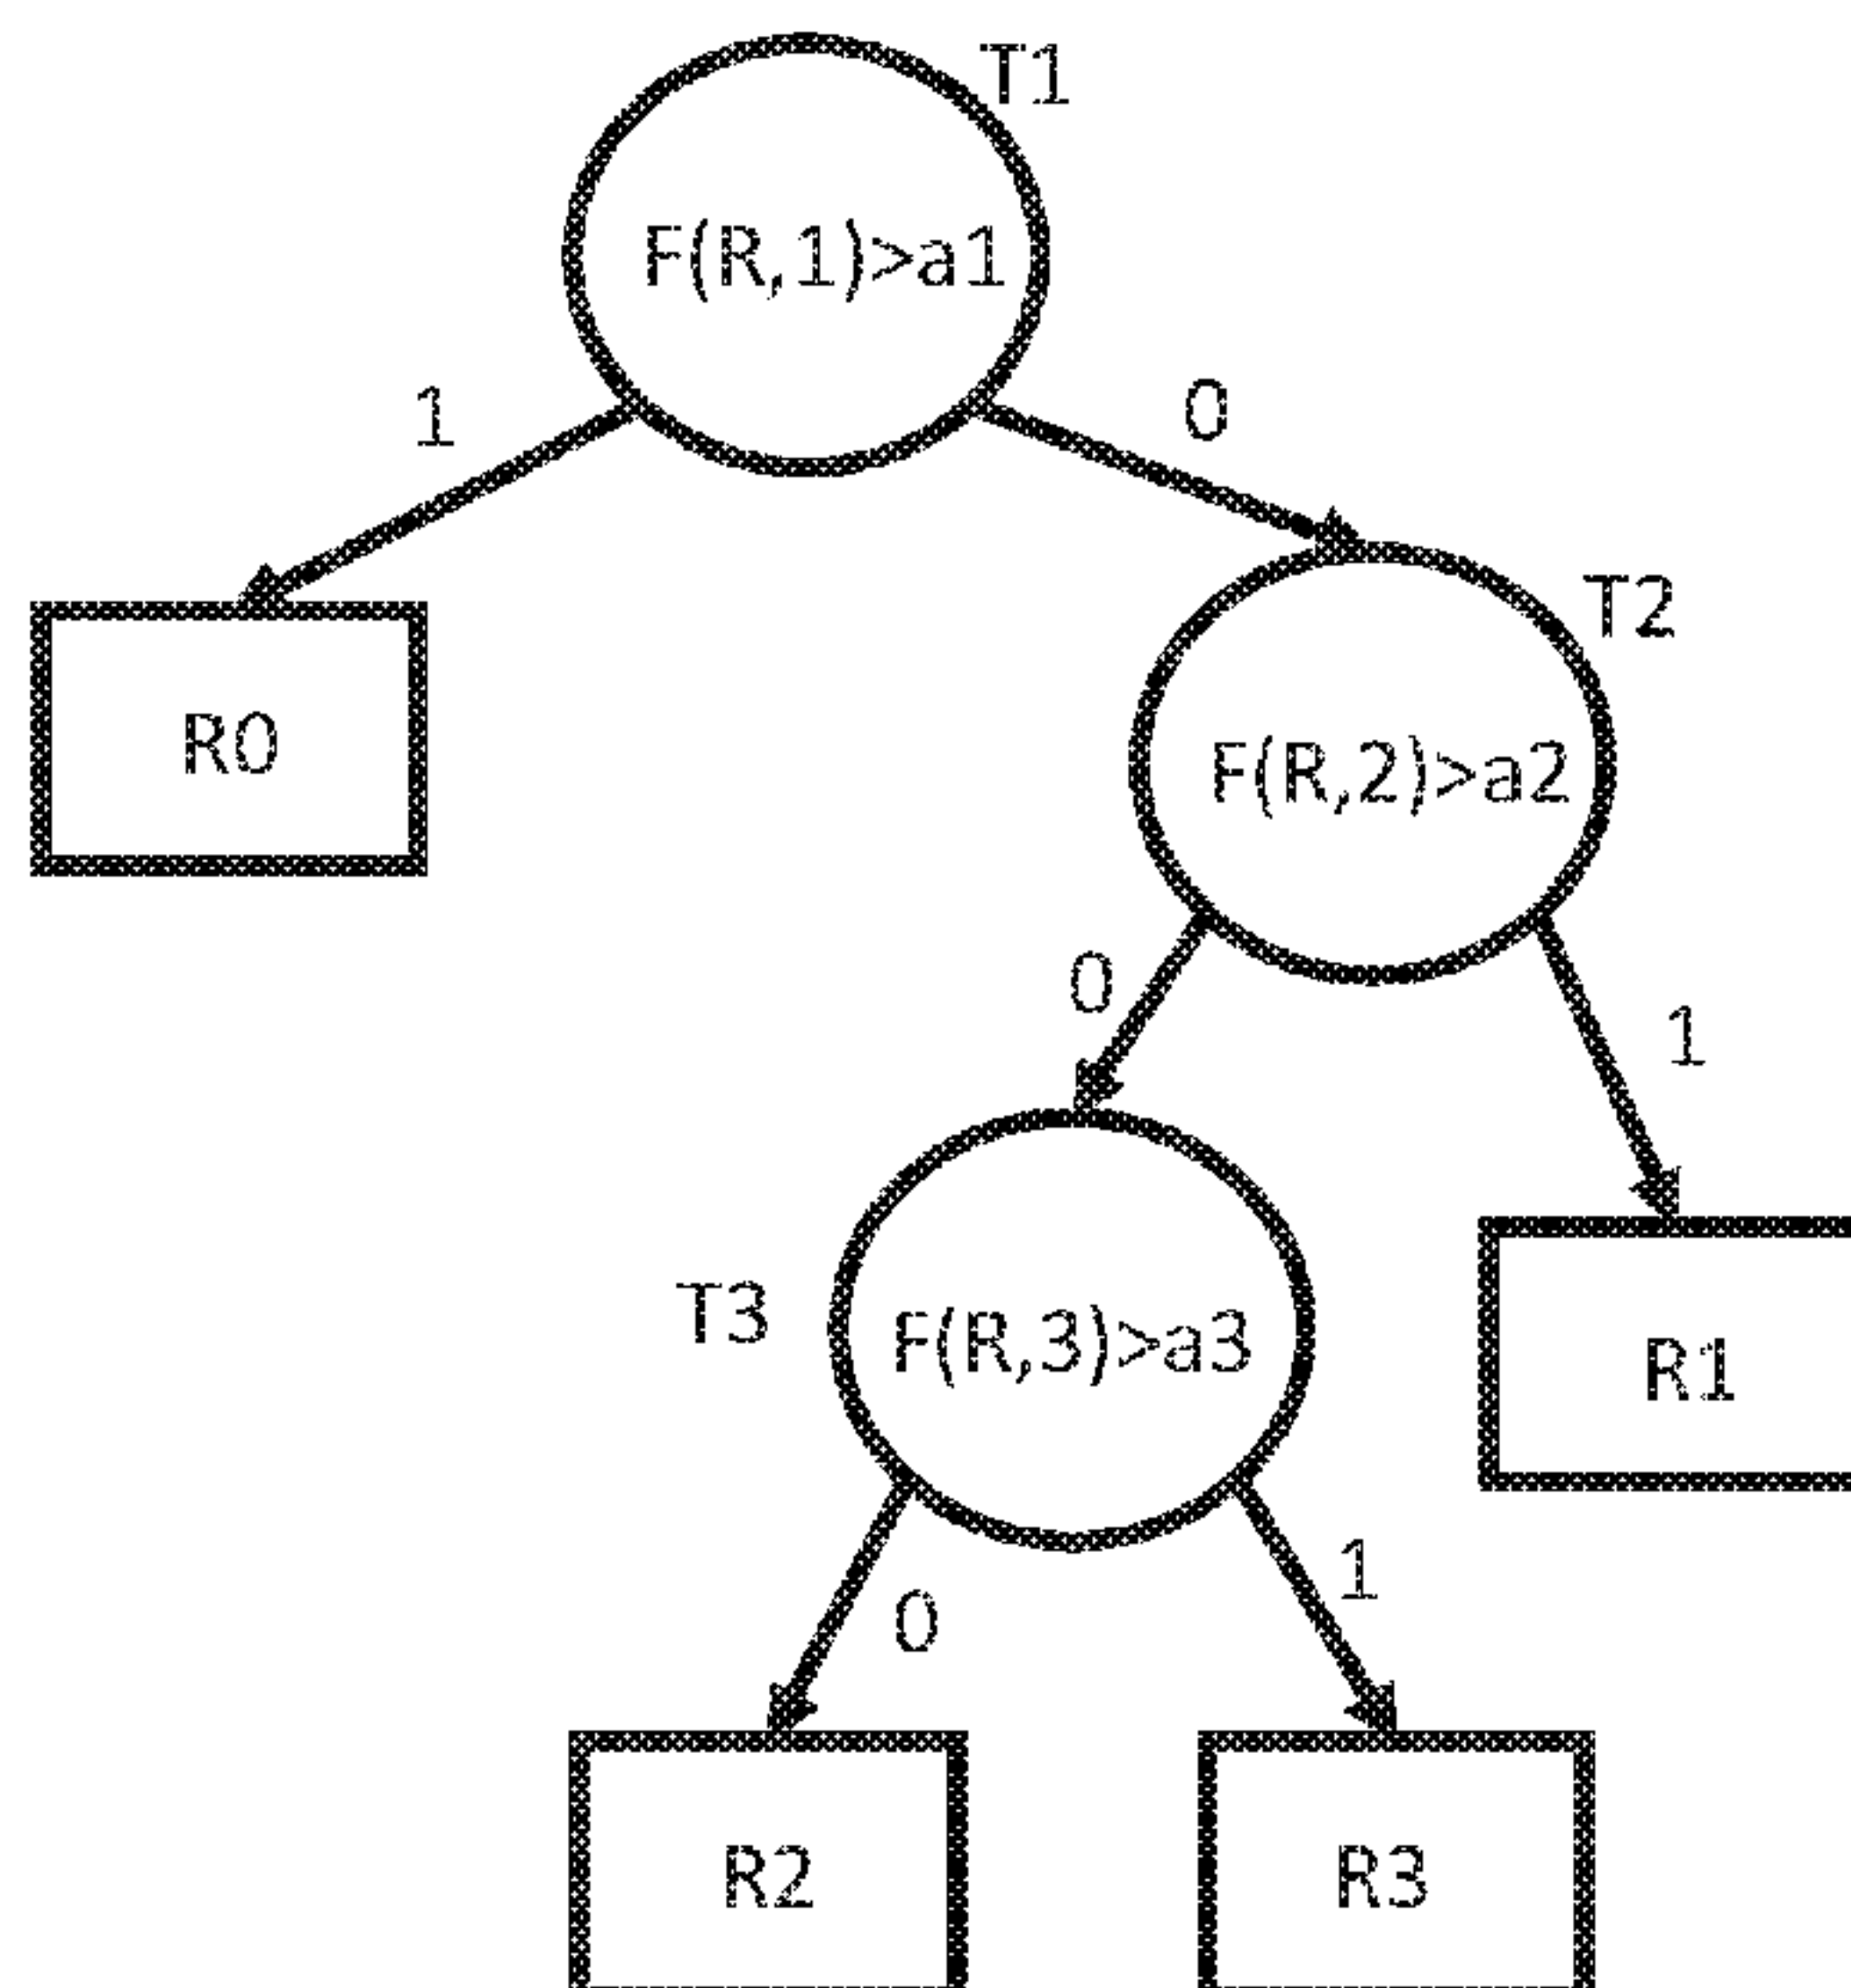 T1
F(R,1)>a1
1
0
R0
T2
F(R,2)>a2
0
1
T3
F(R,3)>a3
R1
0
1
R2
R3